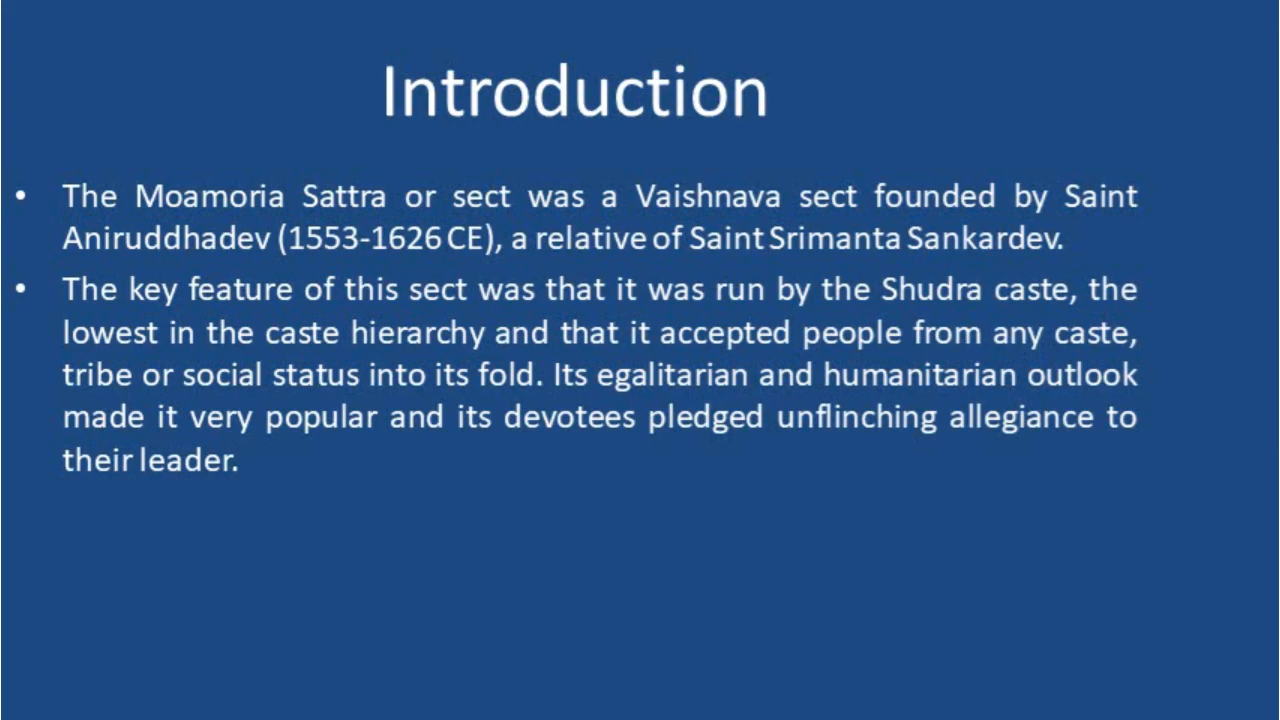 Introduction
• The Moamoria Sattra or sect was a Vaishnava sect founded by Saint
Aniruddhadev (1553-1626 CE), a relative of Saint Srimanta Sankardev.
• The key feature of this sect was that it was run by the Shudra caste, the
lowest in the caste hierarchy and that it accepted people from any caste,
tribe or social status into its fold. Its egalitarian and humanitarian outlook
made it very popular and its devotees pledged unflinching allegiance to
their leader.